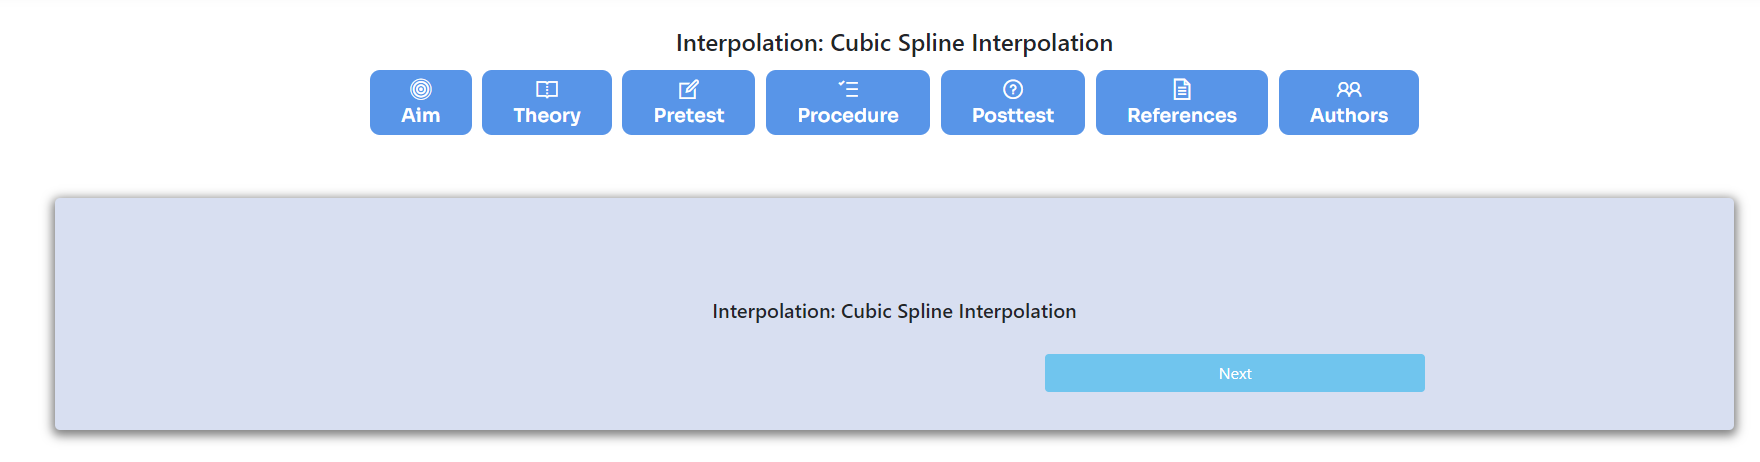 Interpolation: Cubic Spline Interpolation
Aim Theory Pretest Procedure Posttest References Authors
Interpolation: Cubic Spline Interpolation
Next